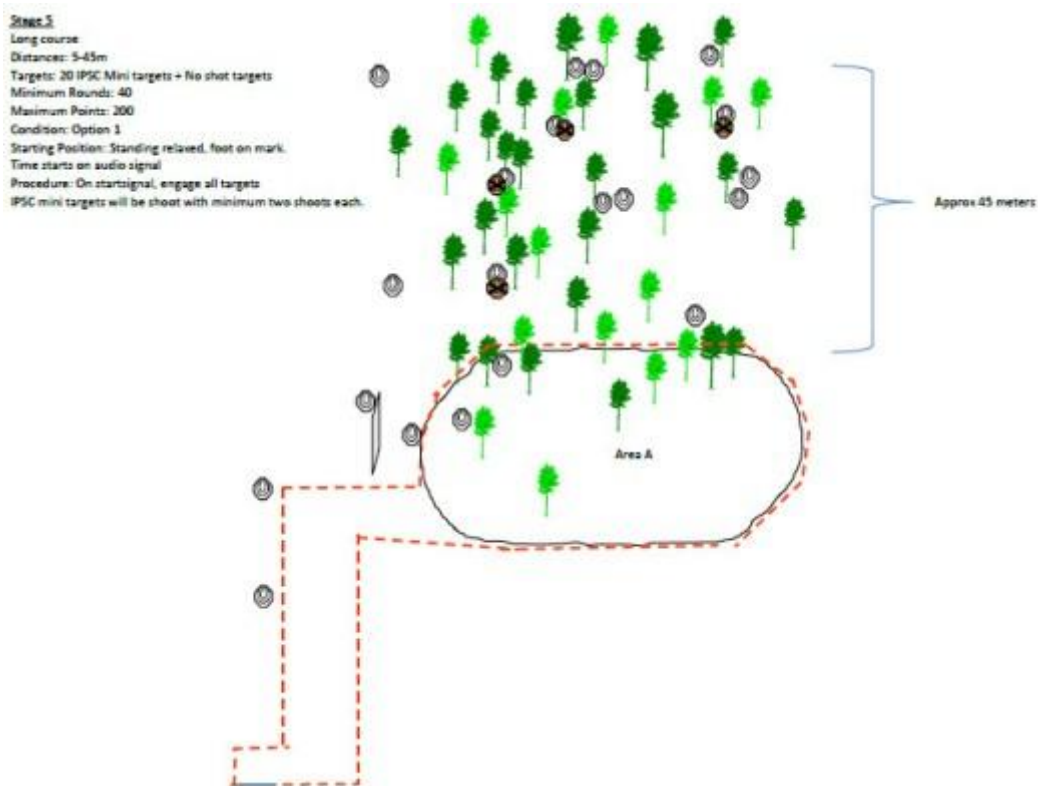 Stage 5
Long course
Distances: 5-45m
Targets: 20 IPSC Mini targets + No shot targets
Minimum Rounds: 40
Maximum Points: 200
Condition: Option 1
Starting Position: Standing relaxed, foot on mark.
Time starts on audio signal
Procedure: On startsignal, engage all targets
IPSC mini targets will be shoot with minimum two shoots each.
Approx 45 meters
Area A